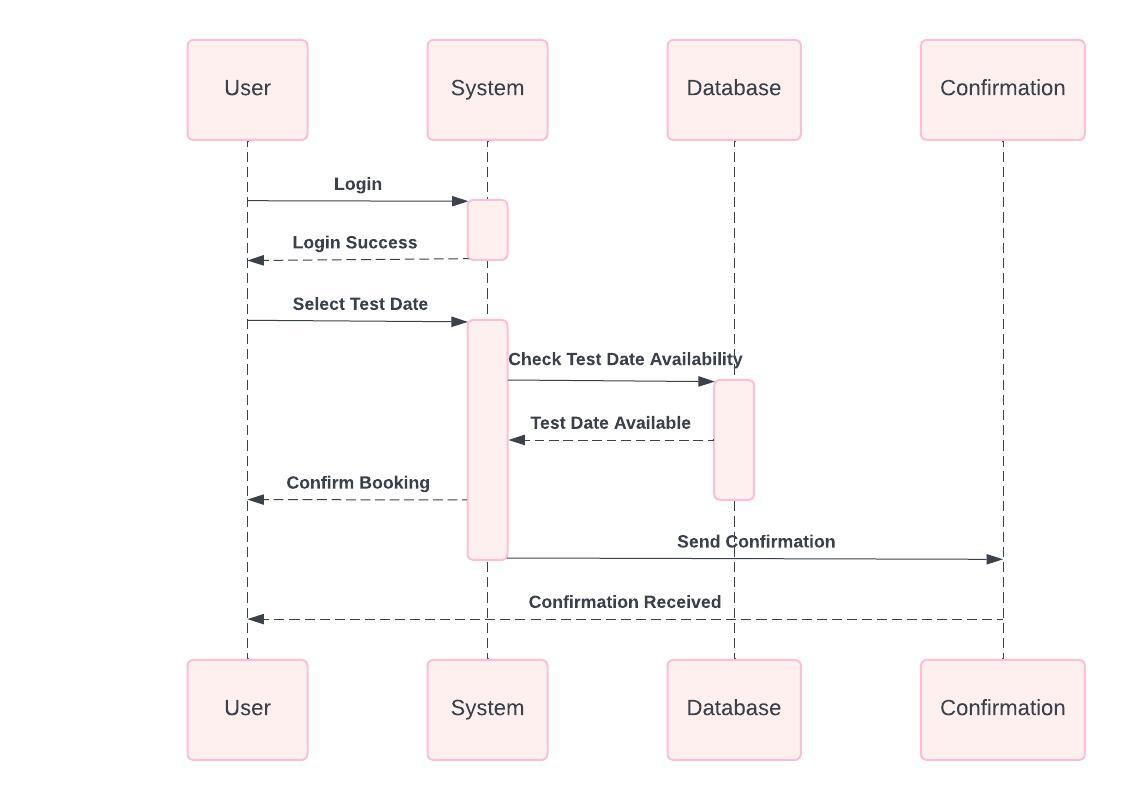 User
System
Database
Confirmation
Login
Login Success
Select Test Date
Check Test Date Availability
Test Date Available
Confirm Booking
Send Confirmation
Confirmation Received
User
System
Database
Confirmation